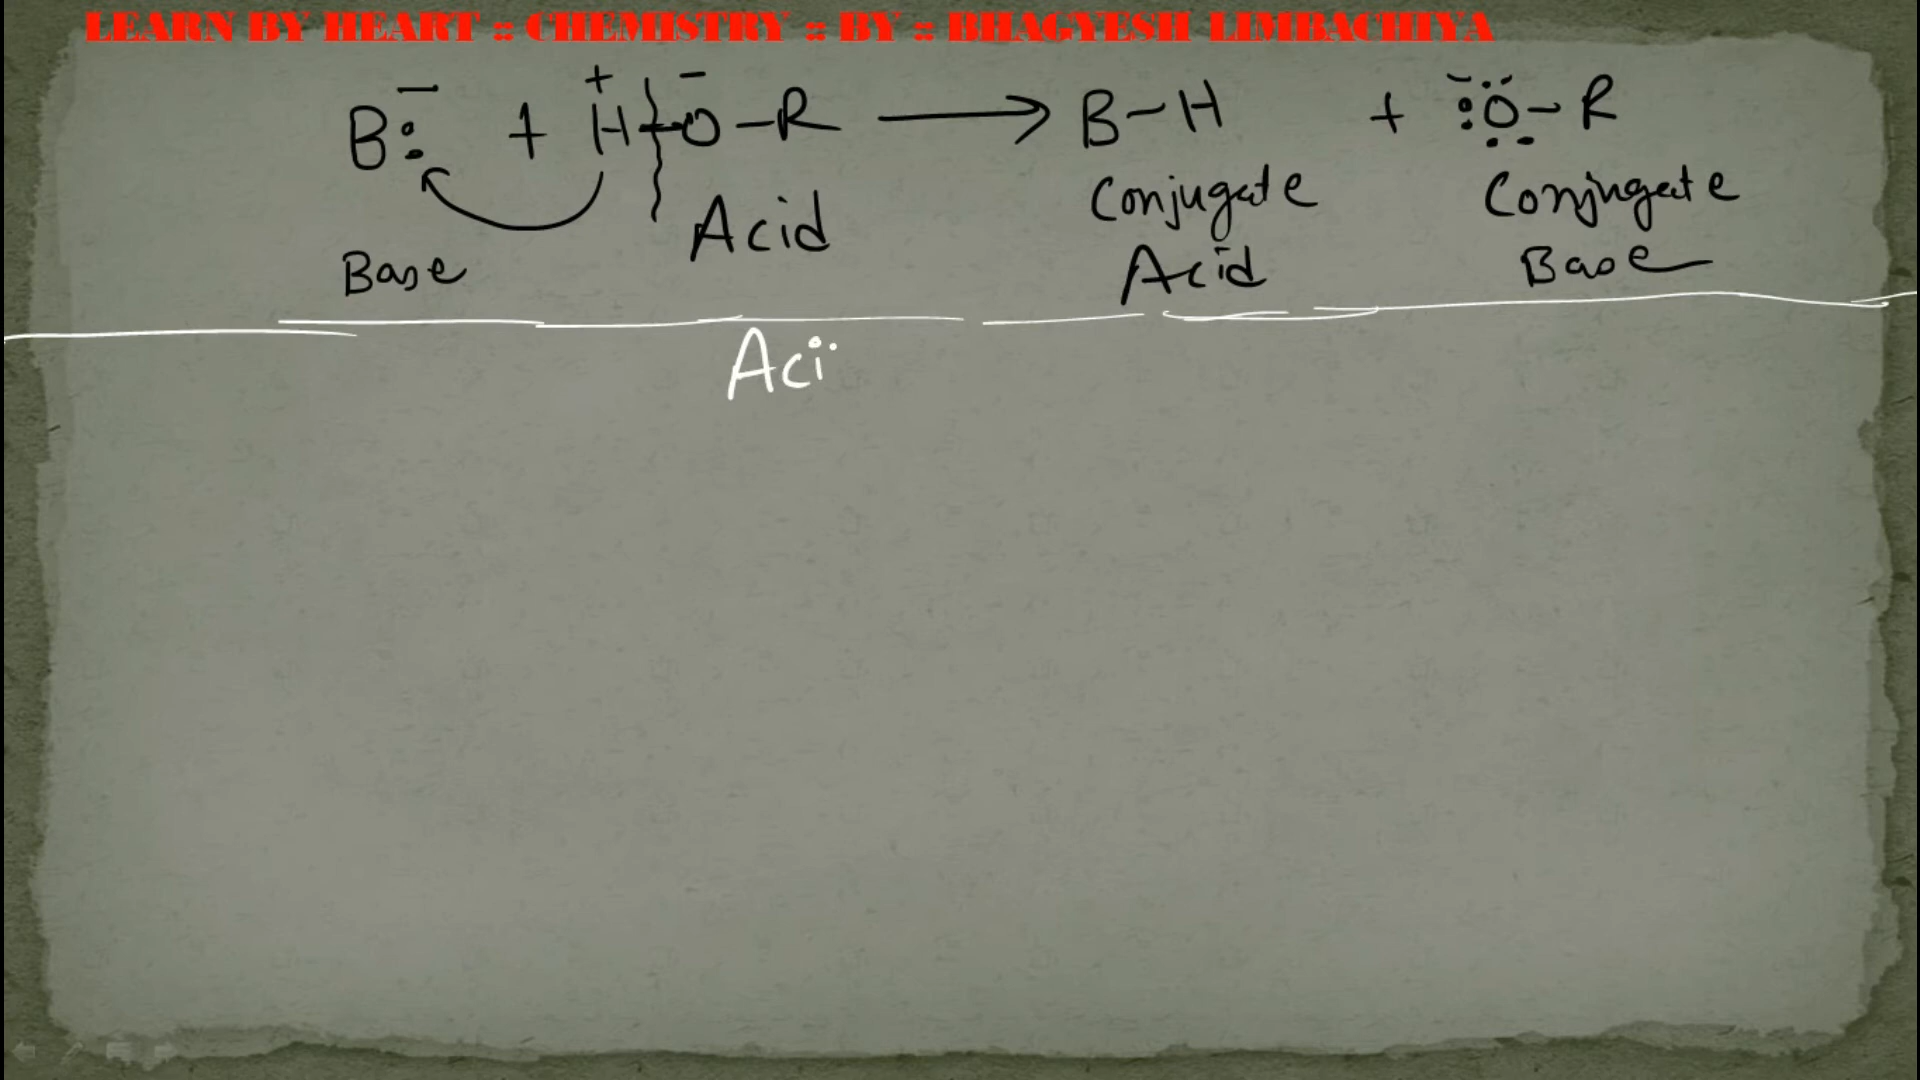 LEARN BY HEART :: CHEMISTRY :: BY :: BHAGYESH LIMBACHIYA
B:⁻ + H⁺–O⁻–R ⟶ B–H + ⁻:Ö–R
Base Acid Conjugate Acid Conjugate Base
Aci